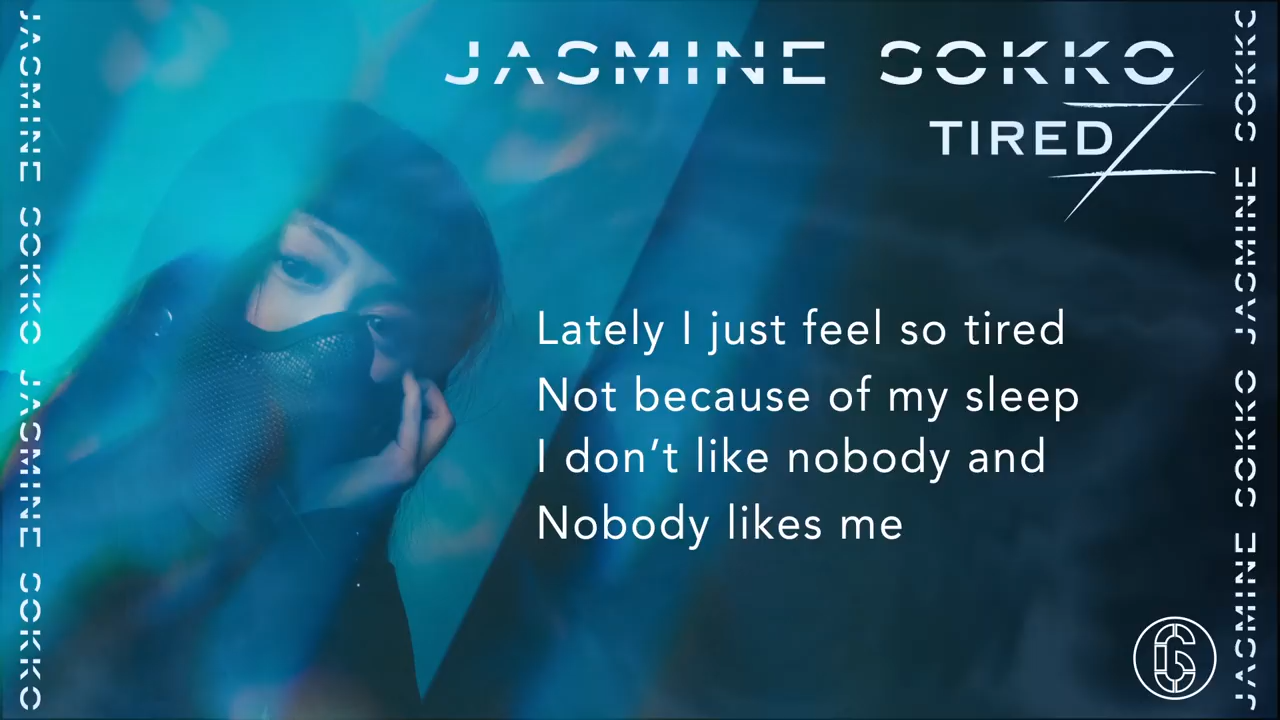 JASMINE SOKKO
TIRED
Lately I just feel so tired
Not because of my sleep
I don’t like nobody and
Nobody likes me
JASMINE SOKKO JASMINE SOKKO
JASMINE SOKKO JASMINE SOKKO